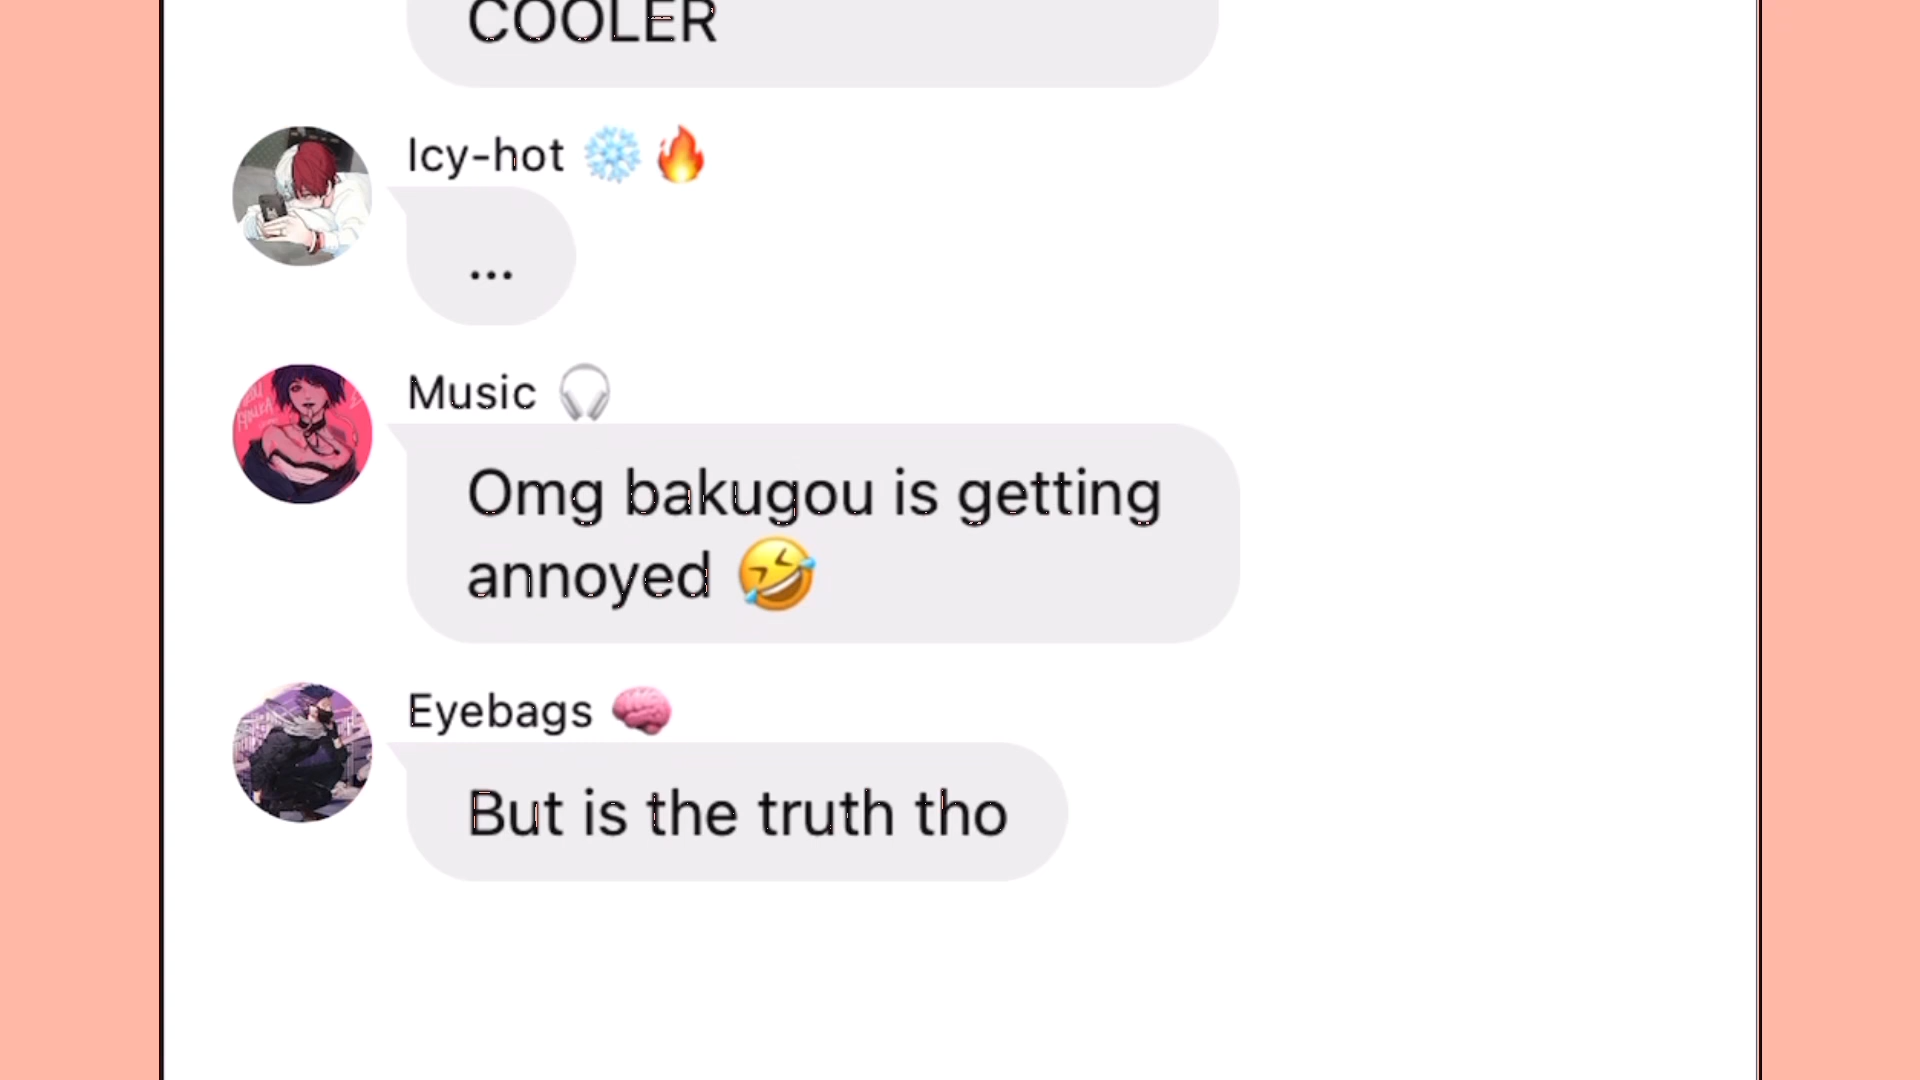 COOLER
Icy-hot ❄️🔥
...
Music 🎧
Omg bakugou is getting
annoyed 🤣
Eyebags 🧠
But is the truth tho